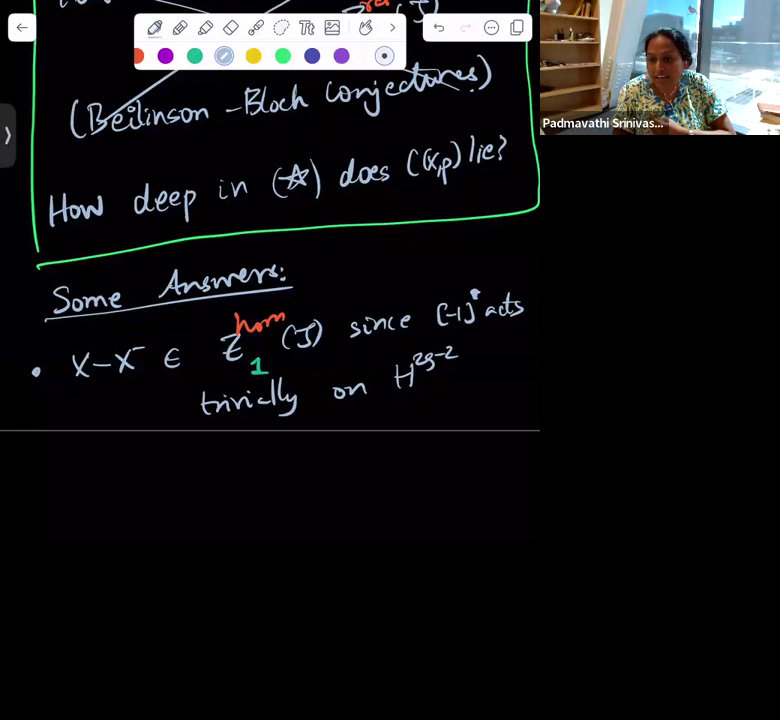 (Beilinson - Bloch conjectures)
How deep in (☆) does C(X,p) lie?
Some Answers:
• X - X⁻ ∈ Z₁^hom (J) since [-1]* acts
trivially on H^2g-2
Padmavathi Srinivas...